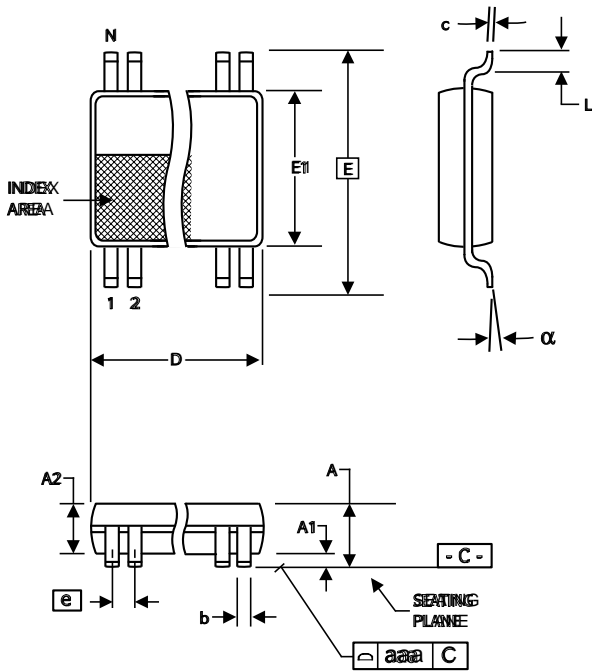 N
c
L
E1
E
INDEX
AREA
1 2
α
D
A2
A
A1
- C -
e
b
SEATING
PLANE
aaa C